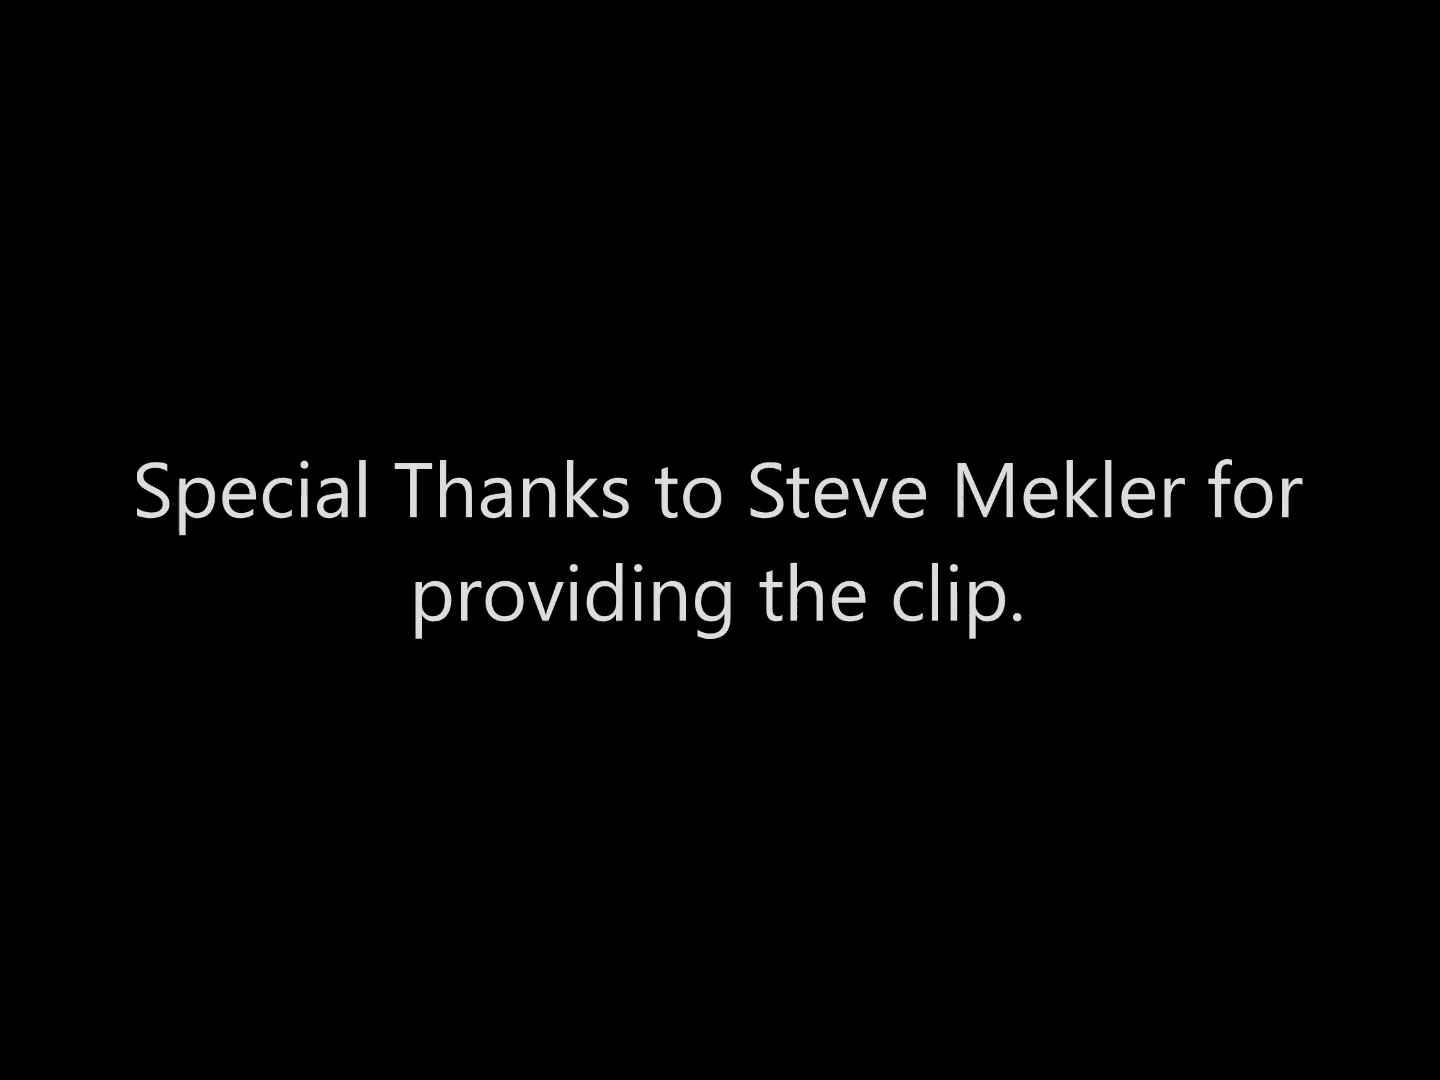 Special Thanks to Steve Mekler for
providing the clip.